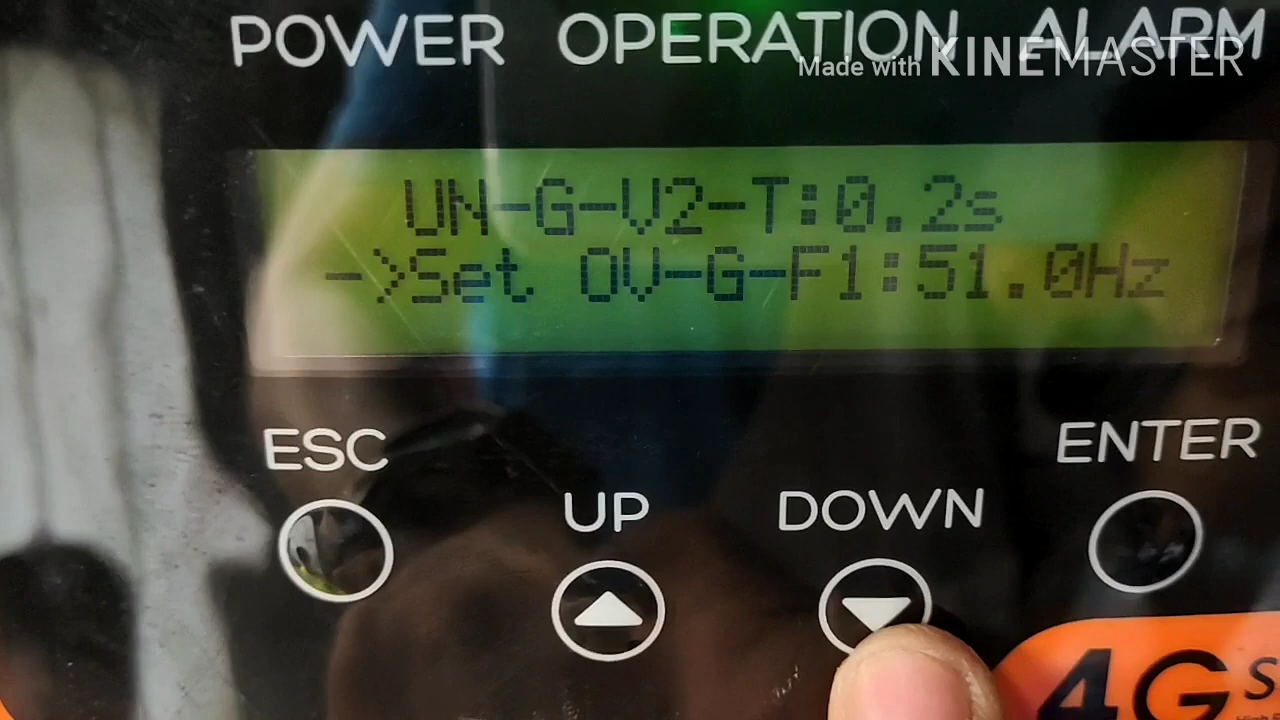 POWER OPERATION ALARM
Made with KINEMASTER
UN-G-V2-T:0.2s
->Set OV-G-F1:51.0Hz
ESC
ENTER
UP
DOWN
4G